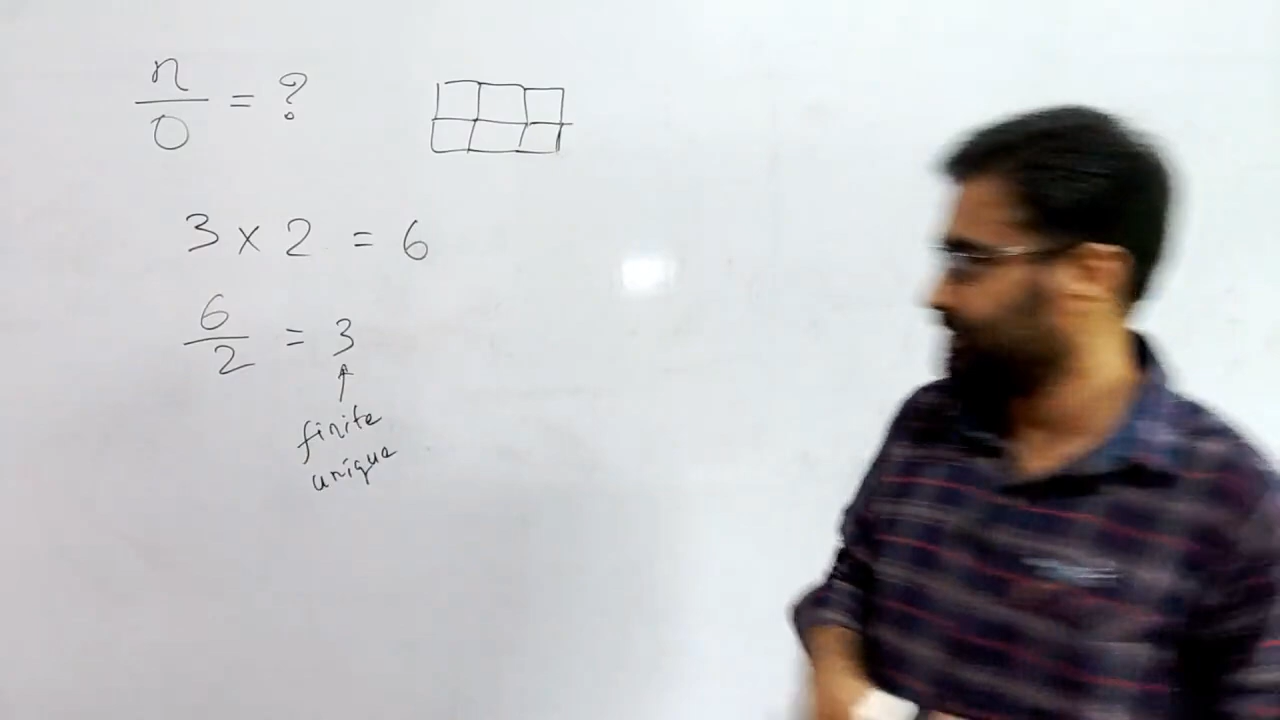 n/0 = ?
3 × 2 = 6
6/2 = 3
finite
unique